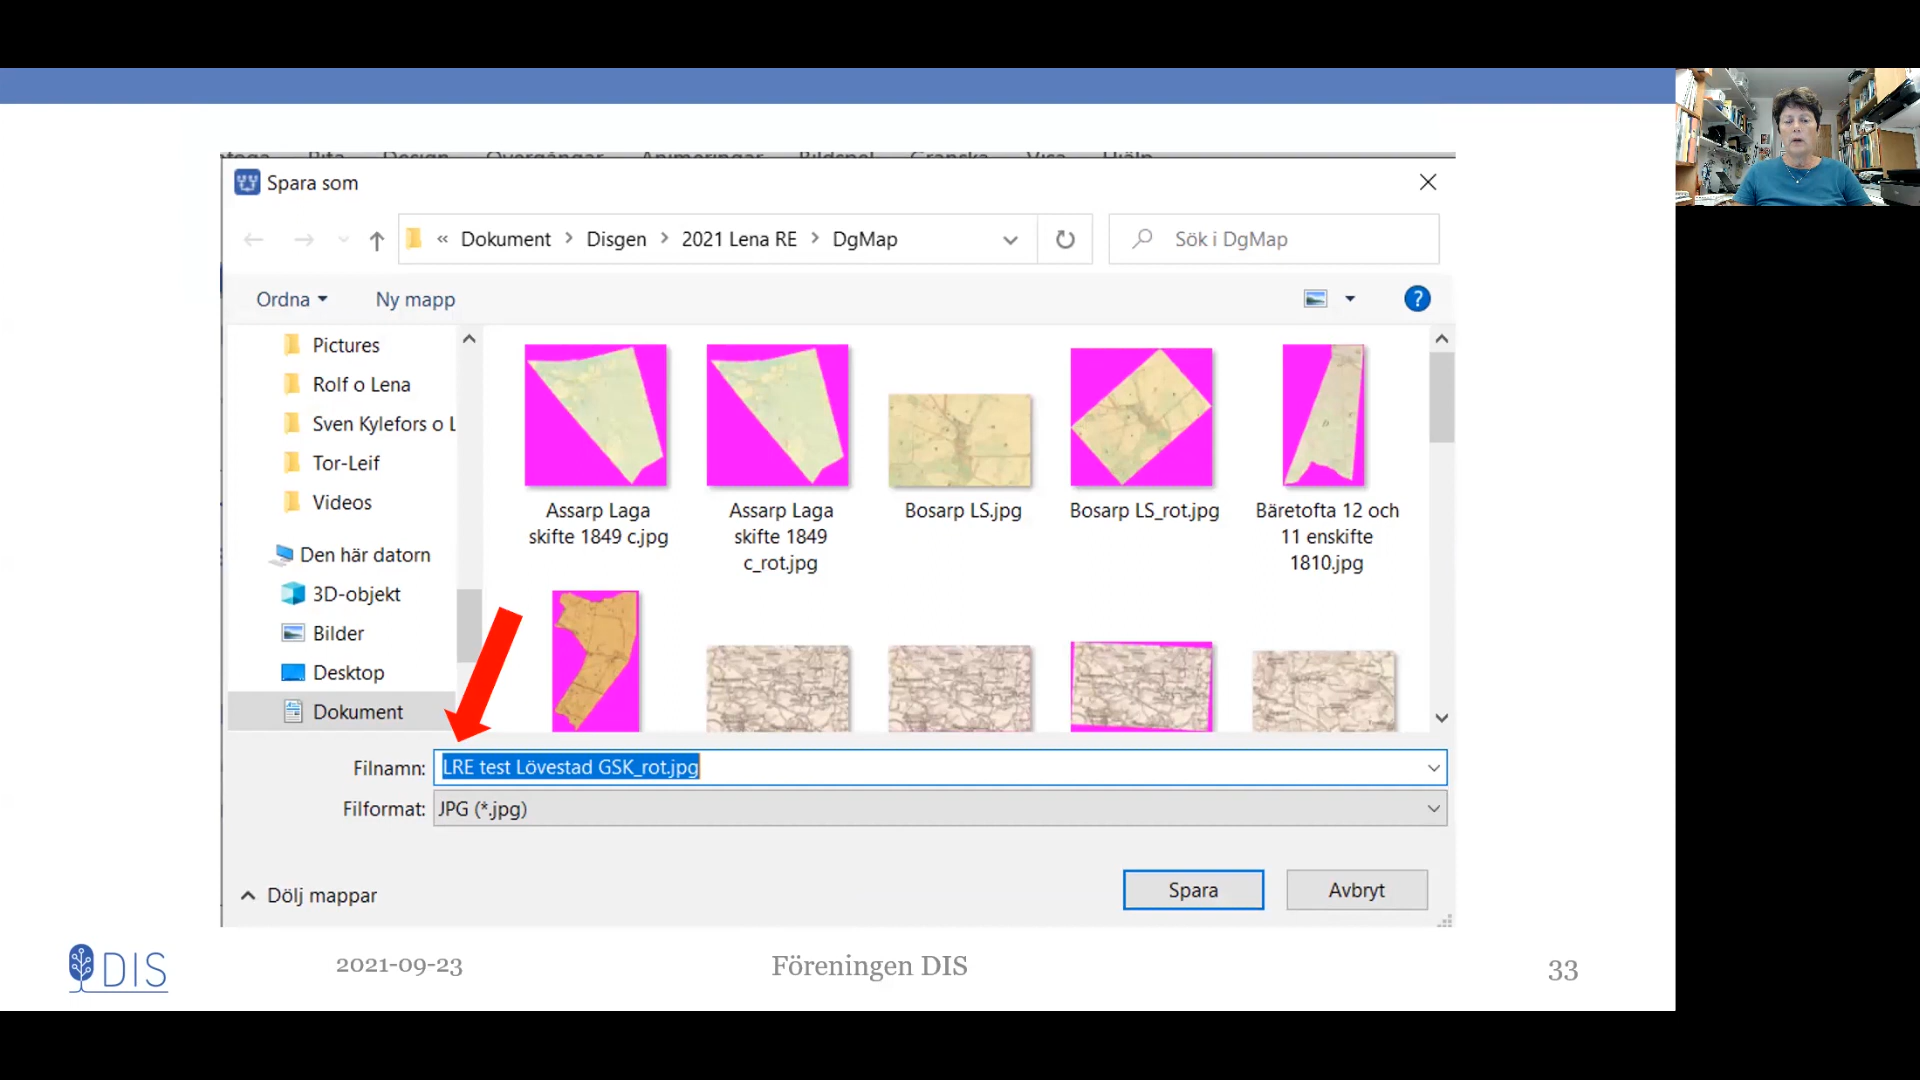 Spara som
« Dokument > Disgen > 2021 Lena RE > DgMap
Sök i DgMap
Ordna
Ny mapp
Pictures
Rolf o Lena
Sven Kylefors o L
Tor-Leif
Videos
Den här datorn
3D-objekt
Bilder
Desktop
Dokument
Assarp Laga
skifte 1849 c.jpg
Assarp Laga
skifte 1849
c_rot.jpg
Bosarp LS.jpg
Bosarp LS_rot.jpg
Bäretofta 12 och
11 enskifte
1810.jpg
Filnamn: LRE test Lövestad GSK_rot.jpg
Filformat: JPG (*.jpg)
Dölj mappar
Spara
Avbryt
DIS
2021-09-23
Föreningen DIS
33